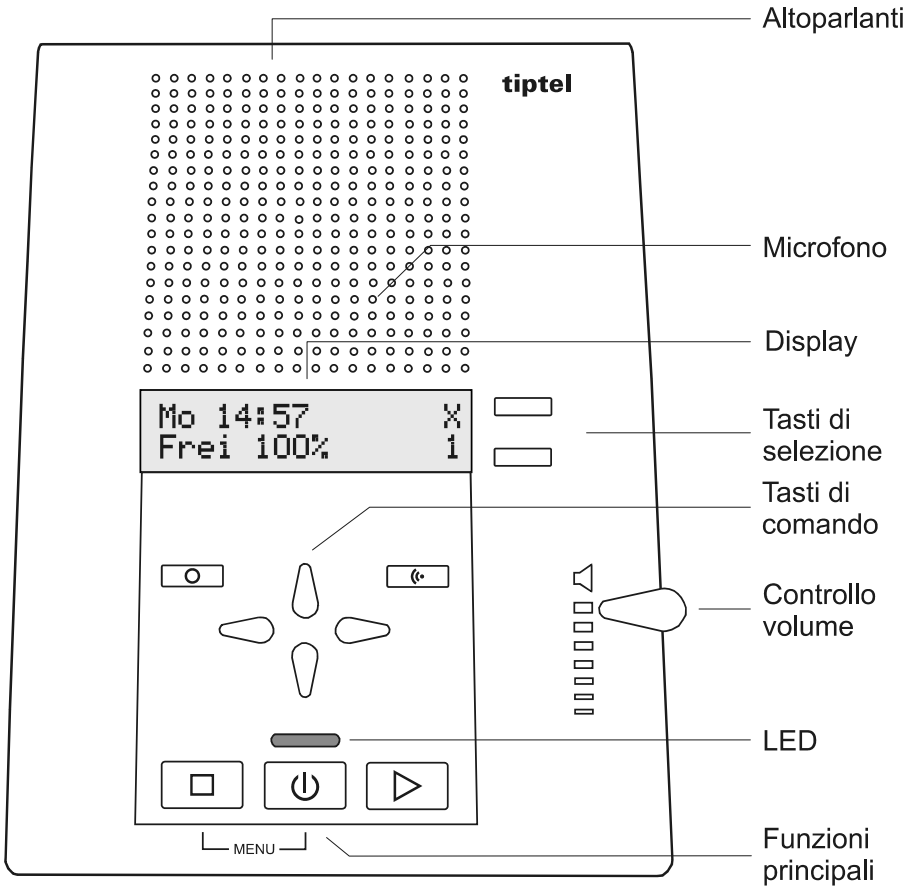 Altoparlanti
tiptel
Microfono
Display
Mo 14:57 X
Frei 100% 1
Tasti di
selezione
Tasti di
comando
Controllo
volume
LED
MENU
Funzioni
principali